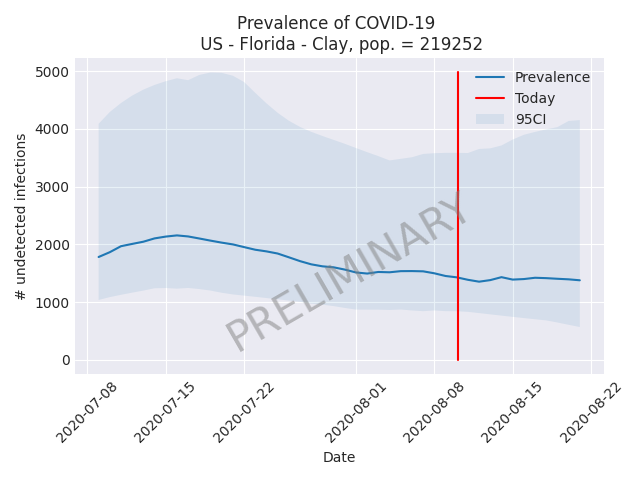 Prevalence of COVID-19
US - Florida - Clay, pop. = 219252
Prevalence
Today
95CI
# undetected infections
5000
4000
3000
2000
1000
0
PRELIMINARY
2020-07-08
2020-07-15
2020-07-22
2020-08-01
2020-08-08
2020-08-15
2020-08-22
Date